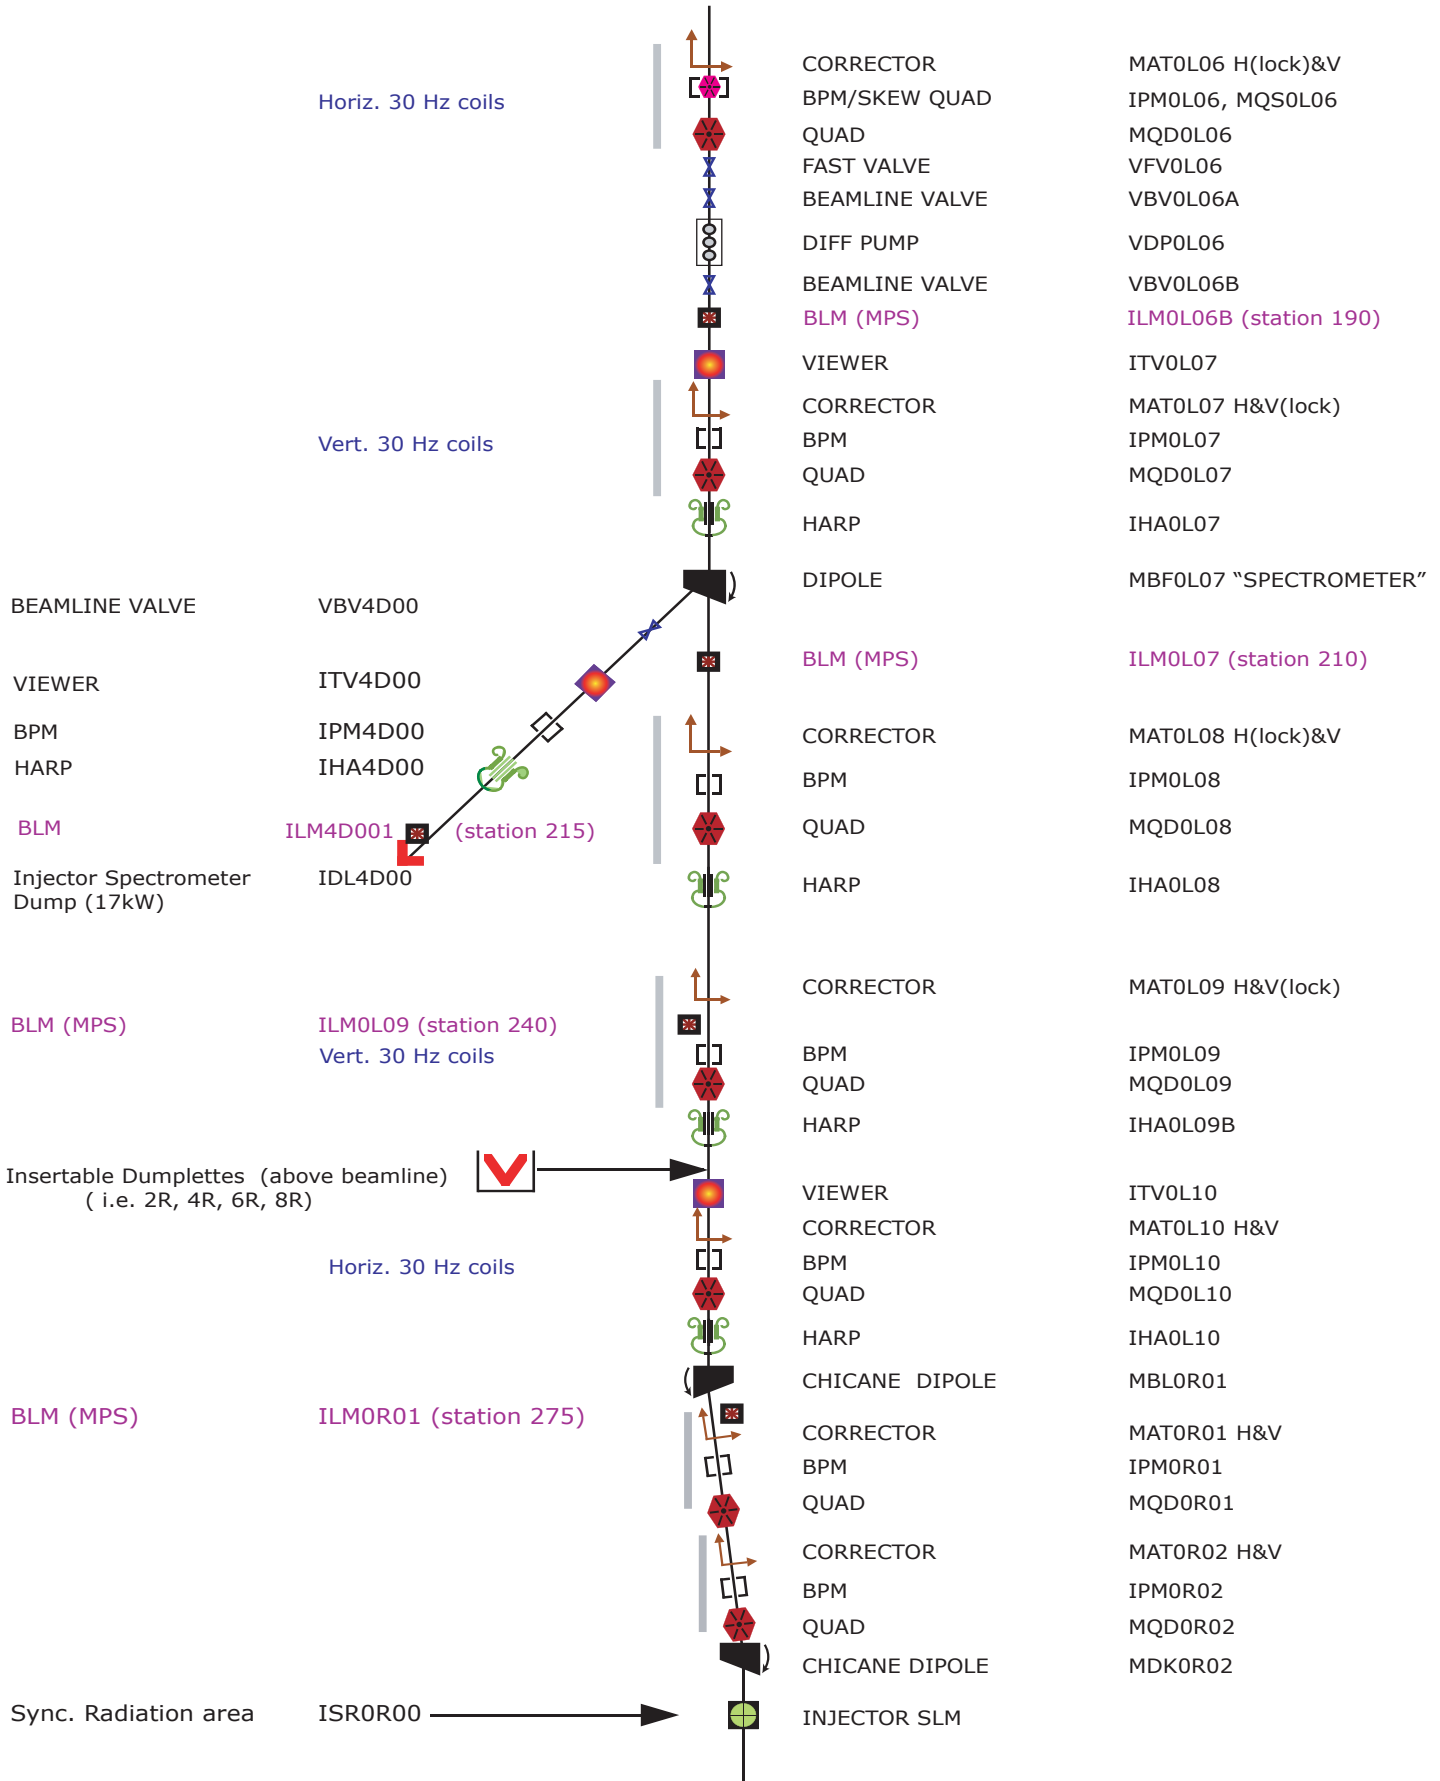 CORRECTOR MAT0L06 H(lock)&V
Horiz. 30 Hz coils BPM/SKEW QUAD IPM0L06, MQS0L06
QUAD MQD0L06
FAST VALVE VFV0L06
BEAMLINE VALVE VBV0L06A
DIFF PUMP VDP0L06
BEAMLINE VALVE VBV0L06B
BLM (MPS) ILM0L06B (station 190)
VIEWER ITV0L07
CORRECTOR MAT0L07 H&V(lock)
Vert. 30 Hz coils BPM IPM0L07
QUAD MQD0L07
HARP IHA0L07
DIPOLE MBF0L07 “SPECTROMETER”
BEAMLINE VALVE VBV4D00
BLM (MPS) ILM0L07 (station 210)
VIEWER ITV4D00
BPM IPM4D00 CORRECTOR MAT0L08 H(lock)&V
HARP IHA4D00 BPM IPM0L08
BLM ILM4D001 (station 215) QUAD MQD0L08
Injector Spectrometer IDL4D00 HARP IHA0L08
Dump (17kW)
CORRECTOR MAT0L09 H&V(lock)
BLM (MPS) ILM0L09 (station 240)
Vert. 30 Hz coils BPM IPM0L09
QUAD MQD0L09
HARP IHA0L09B
Insertable Dumplettes (above beamline)
( i.e. 2R, 4R, 6R, 8R) VIEWER ITV0L10
CORRECTOR MAT0L10 H&V
Horiz. 30 Hz coils BPM IPM0L10
QUAD MQD0L10
HARP IHA0L10
CHICANE DIPOLE MBL0R01
BLM (MPS) ILM0R01 (station 275)
CORRECTOR MAT0R01 H&V
BPM IPM0R01
QUAD MQD0R01
CORRECTOR MAT0R02 H&V
BPM IPM0R02
QUAD MQD0R02
CHICANE DIPOLE MDK0R02
Sync. Radiation area ISR0R00 INJECTOR SLM